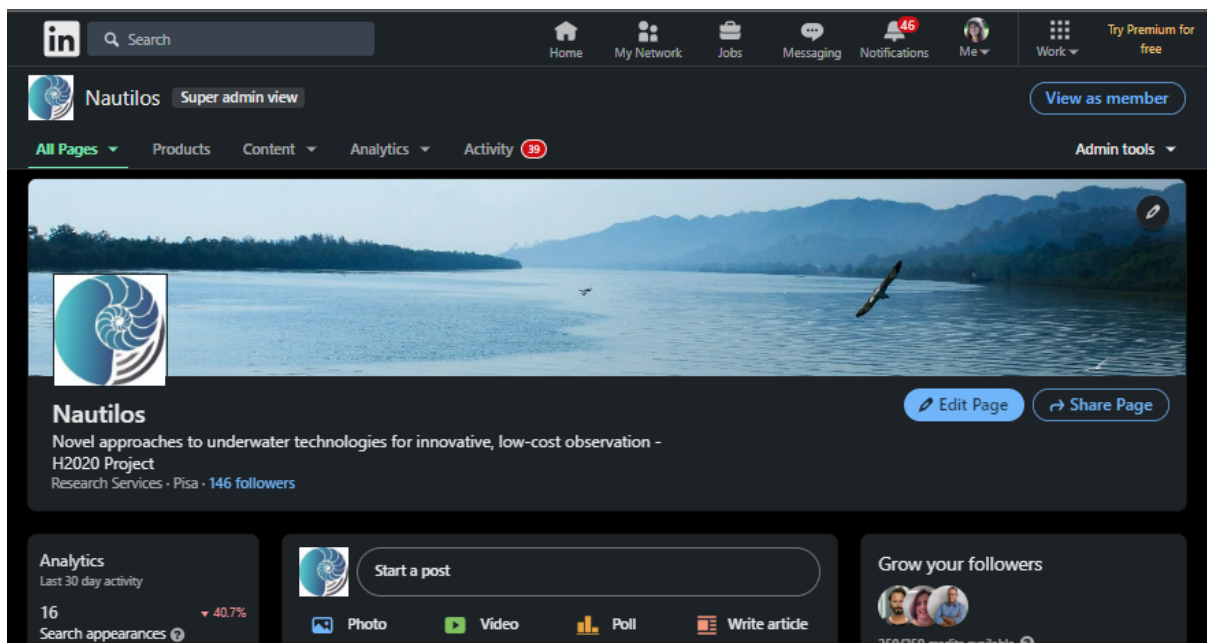 in Search
Home My Network Jobs Messaging 46 Notifications Me Work Try Premium for
free
Nautilos Super admin view View as member
All Pages Products Content Analytics Activity 39 Admin tools
Nautilos
Edit Page Share Page
Novel approaches to underwater technologies for innovative, low-cost observation -
H2020 Project
Research Services · Pisa · 146 followers
Analytics
Last 30 day activity
16 40.7%
Search appearances ?
Start a post
Photo Video Poll Write article
Grow your followers
credits available